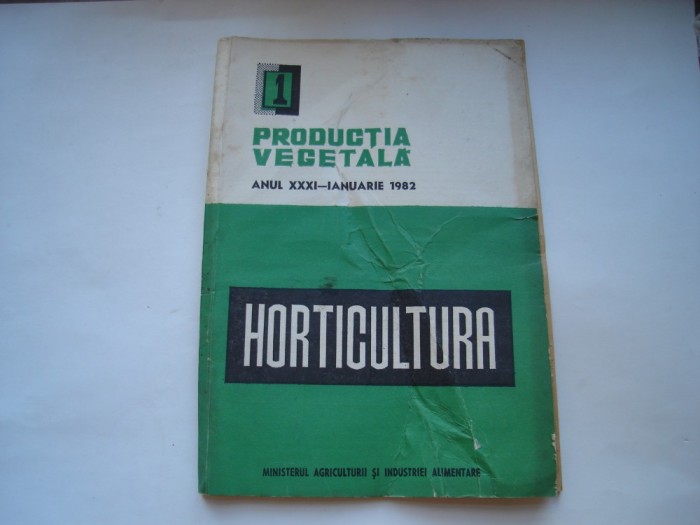 1
PRODUCȚIA
VEGETALĂ
ANUL XXXI—IANUARIE 1982
HORTICULTURA
MINISTERUL AGRICULTURII ȘI INDUSTRIEI ALIMENTARE